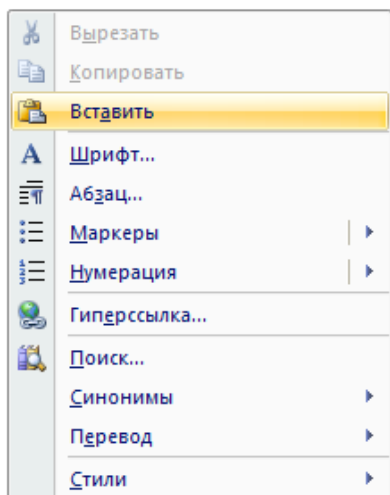 Вырезать
Копировать
Вставить
Шрифт...
Абзац...
Маркеры
Нумерация
Гиперссылка...
Поиск...
Синонимы
Перевод
Стили